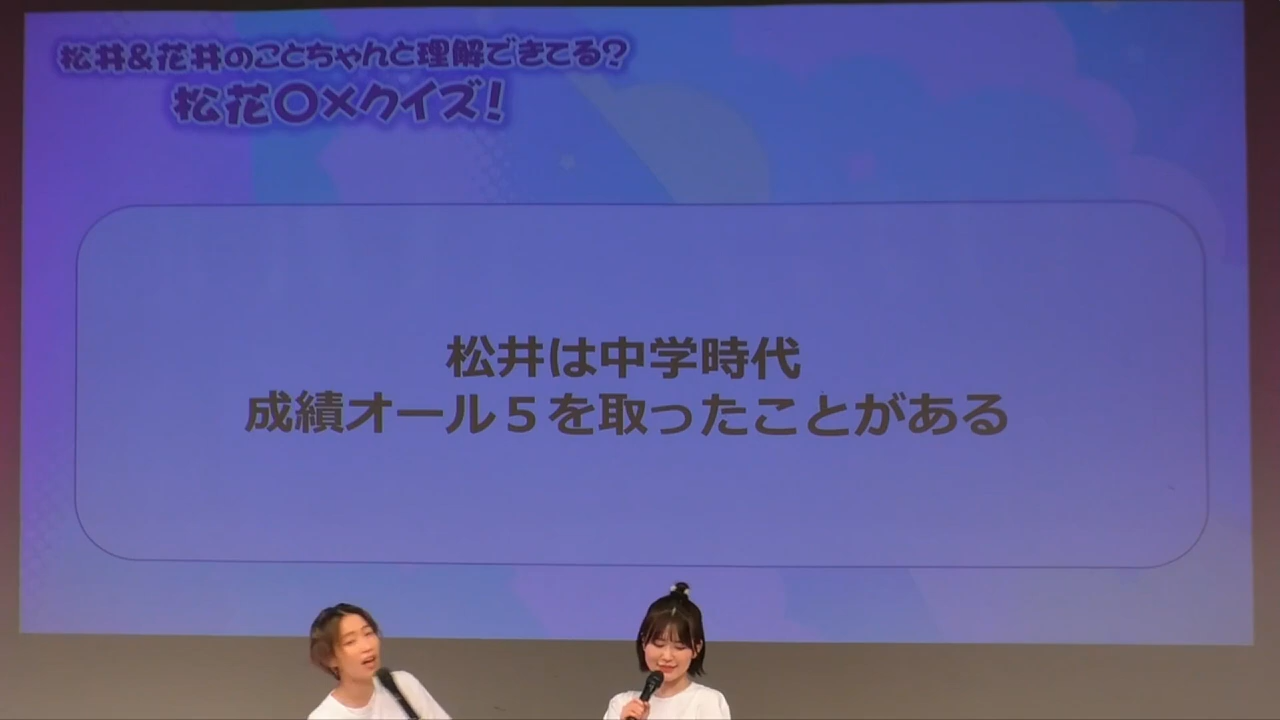 松井&花井のことちゃんと理解できてる?
松花〇×クイズ!
松井は中学時代
成績オール5を取ったことがある